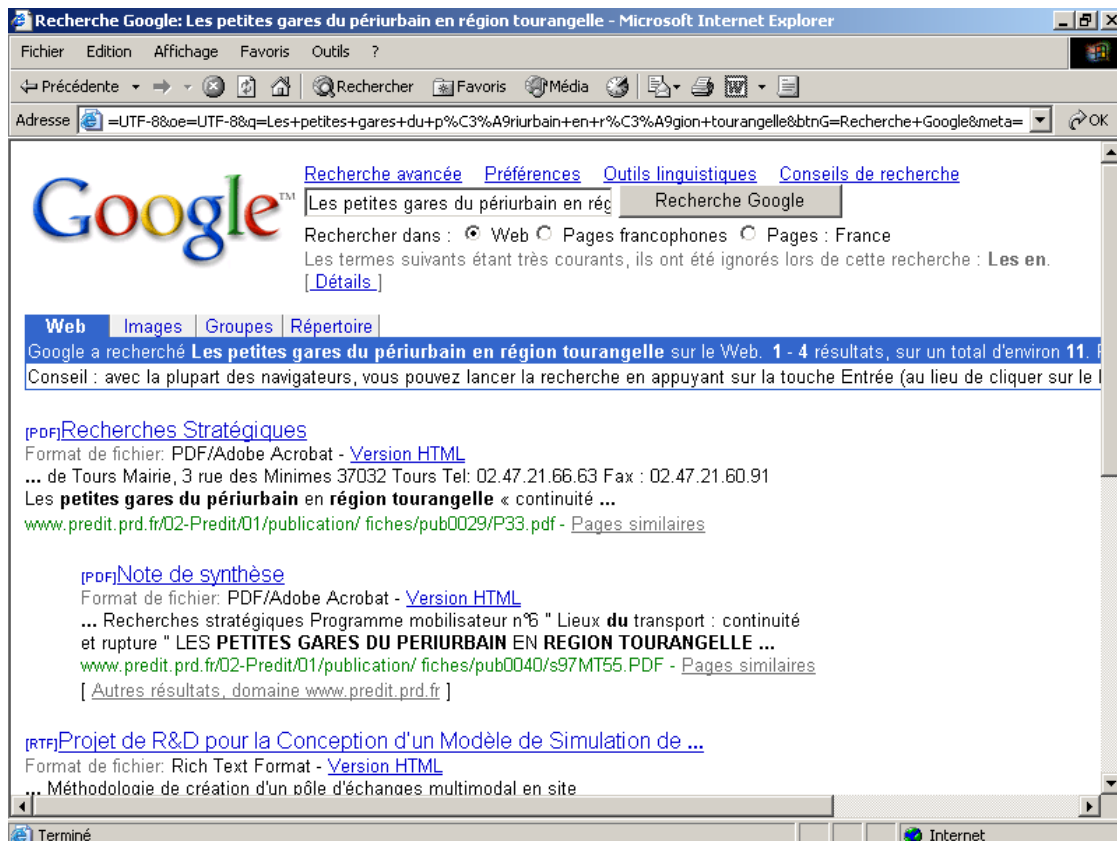 Recherche Google: Les petites gares du périurbain en région tourangelle - Microsoft Internet Explorer
Fichier Edition Affichage Favoris Outils ?
Précédente Rechercher Favoris Média
Adresse =UTF-8&oe=UTF-8&q=Les+petites+gares+du+p%C3%A9riurbain+en+r%C3%A9gion+tourangelle&btnG=Recherche+Google&meta= OK
Recherche avancée Préférences Outils linguistiques Conseils de recherche
Google™ Les petites gares du périurbain en rég Recherche Google
Rechercher dans : Web Pages francophones Pages : France
Les termes suivants étant très courants, ils ont été ignorés lors de cette recherche : Les en.
[ Détails ]
Web Images Groupes Répertoire
Google a recherché Les petites gares du périurbain en région tourangelle sur le Web. 1 - 4 résultats, sur un total d'environ 11.
Conseil : avec la plupart des navigateurs, vous pouvez lancer la recherche en appuyant sur la touche Entrée (au lieu de cliquer sur le
[PDF]Recherches Stratégiques
Format de fichier: PDF/Adobe Acrobat - Version HTML
... de Tours Mairie, 3 rue des Minimes 37032 Tours Tel: 02.47.21.66.63 Fax : 02.47.21.60.91
Les petites gares du périurbain en région tourangelle « continuité ...
www.predit.prd.fr/02-Predit/01/publication/ fiches/pub0029/P33.pdf - Pages similaires
[PDF]Note de synthèse
Format de fichier: PDF/Adobe Acrobat - Version HTML
... Recherches stratégiques Programme mobilisateur n°6 " Lieux du transport : continuité
et rupture " LES PETITES GARES DU PERIURBAIN EN REGION TOURANGELLE ...
www.predit.prd.fr/02-Predit/01/publication/ fiches/pub0040/s97MT55.PDF - Pages similaires
[ Autres résultats, domaine www.predit.prd.fr ]
[RTF]Projet de R&D pour la Conception d'un Modèle de Simulation de ...
Format de fichier: Rich Text Format - Version HTML
... Méthodologie de création d'un pôle d'échanges multimodal en site
Terminé Internet